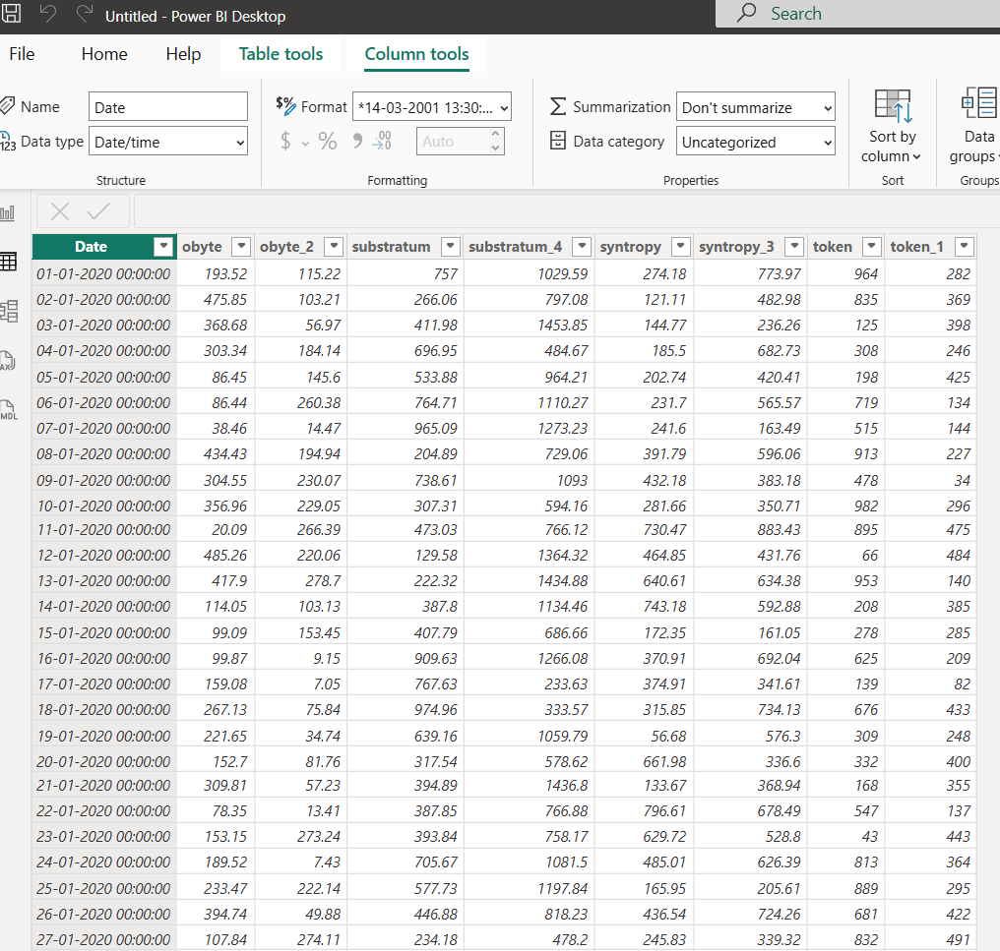 Untitled - Power BI Desktop Search
File Home Help Table tools Column tools
Name Date $% Format *14-03-2001 13:30:... Σ Summarization Don't summarize
123 Data type Date/time $ % 9 .00 Auto Data category Uncategorized Sort by column Data groups
Structure Formatting Properties Sort Groups
Date obyte obyte_2 substratum substratum_4 syntropy syntropy_3 token token_1
01-01-2020 00:00:00 193.52 115.22 757 1029.59 274.18 773.97 964 282
02-01-2020 00:00:00 475.85 103.21 266.06 797.08 121.11 482.98 835 369
03-01-2020 00:00:00 368.68 56.97 411.98 1453.85 144.77 236.26 125 398
04-01-2020 00:00:00 303.34 184.14 696.95 484.67 185.5 682.73 308 246
05-01-2020 00:00:00 86.45 145.6 533.88 964.21 202.74 420.41 198 425
06-01-2020 00:00:00 86.44 260.38 764.71 1110.27 231.7 565.57 719 134
07-01-2020 00:00:00 38.46 14.47 965.09 1273.23 241.6 163.49 515 144
08-01-2020 00:00:00 434.43 194.94 204.89 729.06 391.79 596.06 913 227
09-01-2020 00:00:00 304.55 230.07 738.61 1093 432.18 383.18 478 34
10-01-2020 00:00:00 356.96 229.05 307.31 594.16 281.66 350.71 982 296
11-01-2020 00:00:00 20.09 266.39 473.03 766.12 730.47 883.43 895 475
12-01-2020 00:00:00 485.26 220.06 129.58 1364.32 464.85 431.76 66 484
13-01-2020 00:00:00 417.9 278.7 222.32 1434.88 640.61 634.38 953 140
14-01-2020 00:00:00 114.05 103.13 387.8 1134.46 743.18 592.88 208 385
15-01-2020 00:00:00 99.09 153.45 407.79 686.66 172.35 161.05 278 285
16-01-2020 00:00:00 99.87 9.15 909.63 1266.08 370.91 692.04 625 209
17-01-2020 00:00:00 159.08 7.05 767.63 233.63 374.91 341.61 139 82
18-01-2020 00:00:00 267.13 75.84 974.96 333.57 315.85 734.13 676 433
19-01-2020 00:00:00 221.65 34.74 639.16 1059.79 56.68 576.3 309 248
20-01-2020 00:00:00 152.7 81.76 317.54 578.62 661.98 336.6 332 400
21-01-2020 00:00:00 309.81 57.23 394.89 1436.8 133.67 368.94 168 355
22-01-2020 00:00:00 78.35 13.41 387.85 766.88 796.61 678.49 547 137
23-01-2020 00:00:00 153.15 273.24 393.84 758.17 629.72 528.8 43 443
24-01-2020 00:00:00 189.52 7.43 705.67 1081.5 485.01 626.39 813 364
25-01-2020 00:00:00 233.47 222.14 577.73 1197.84 165.95 205.61 889 295
26-01-2020 00:00:00 394.74 49.88 446.88 818.23 436.54 724.26 681 422
27-01-2020 00:00:00 107.84 274.11 234.18 478.2 245.83 339.32 832 491